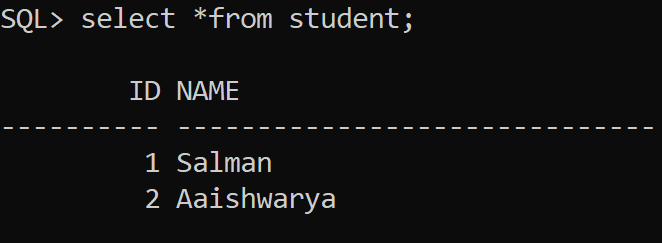 SQL> select *from student;
ID NAME
---------- ------------------------------
1 Salman
2 Aaishwarya